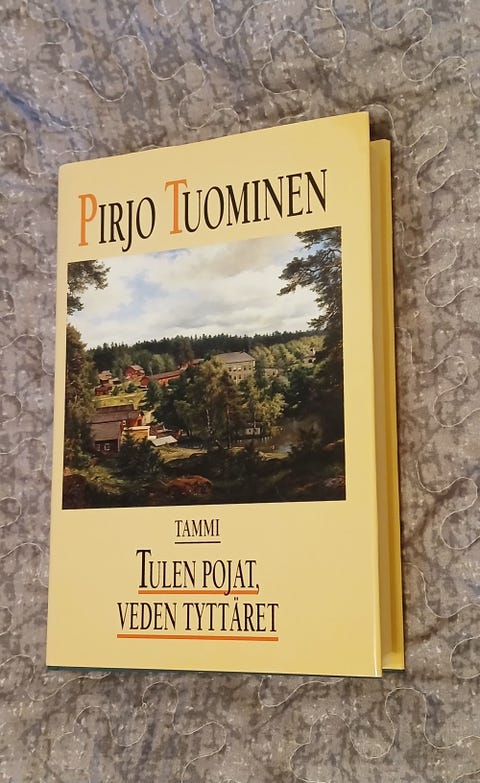 PIRJO TUOMINEN
TAMMI
TULEN POJAT,
VEDEN TYTTÄRET